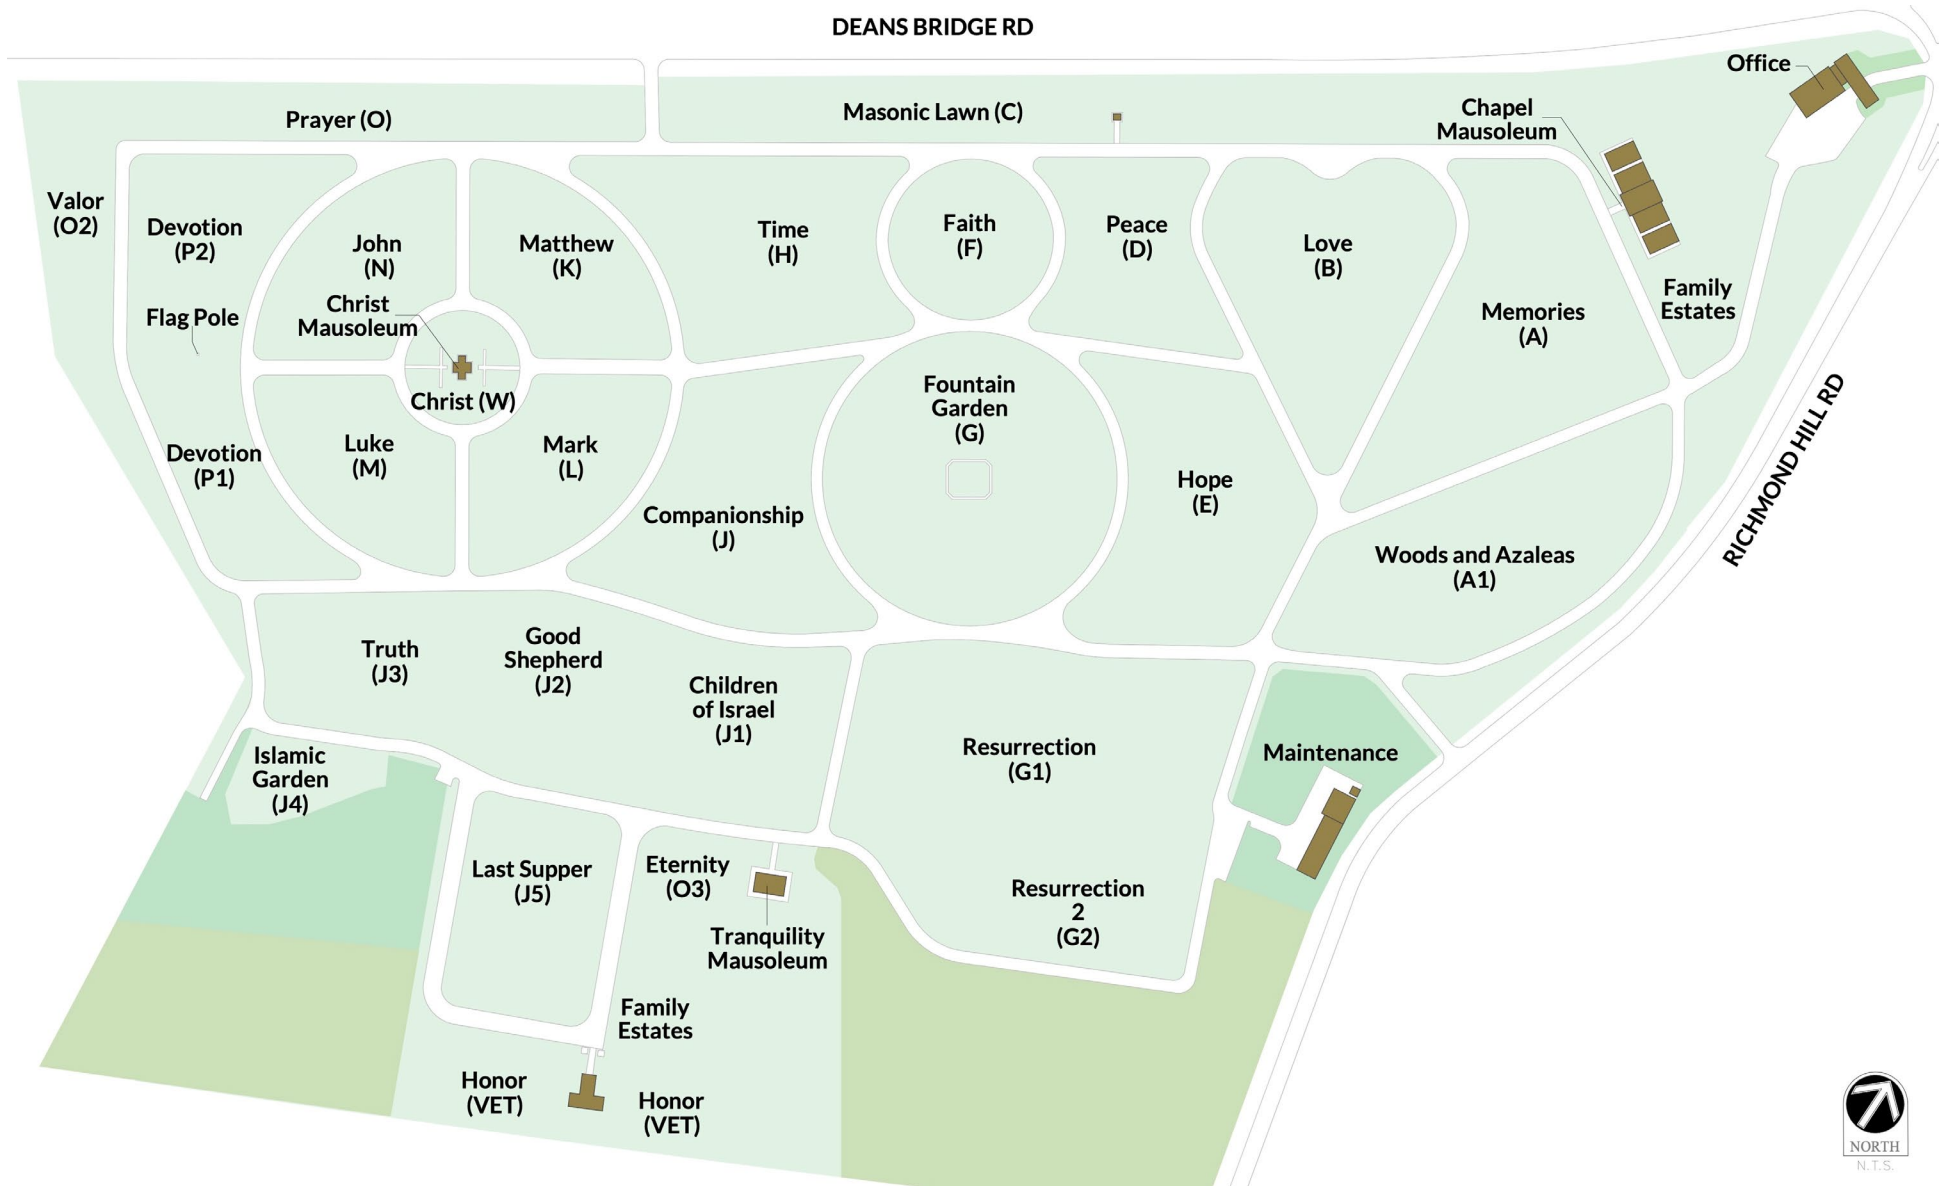 DEANS BRIDGE RD
Office
Chapel
Mausoleum
Prayer (O)
Masonic Lawn (C)
Valor
(O2)
Devotion
(P2)
John
(N)
Matthew
(K)
Time
(H)
Faith
(F)
Peace
(D)
Love
(B)
Memories
(A)
Family
Estates
Flag Pole
Christ
Mausoleum
Christ (W)
Fountain
Garden
(G)
Devotion
(P1)
Luke
(M)
Mark
(L)
Companionship
(J)
Hope
(E)
Woods and Azaleas
(A1)
RICHMOND HILL RD
Truth
(J3)
Good
Shepherd
(J2)
Children
of Israel
(J1)
Resurrection
(G1)
Maintenance
Islamic
Garden
(J4)
Last Supper
(J5)
Eternity
(O3)
Tranquility
Mausoleum
Resurrection
2
(G2)
Family
Estates
Honor
(VET)
Honor
(VET)
NORTH
N.T.S.